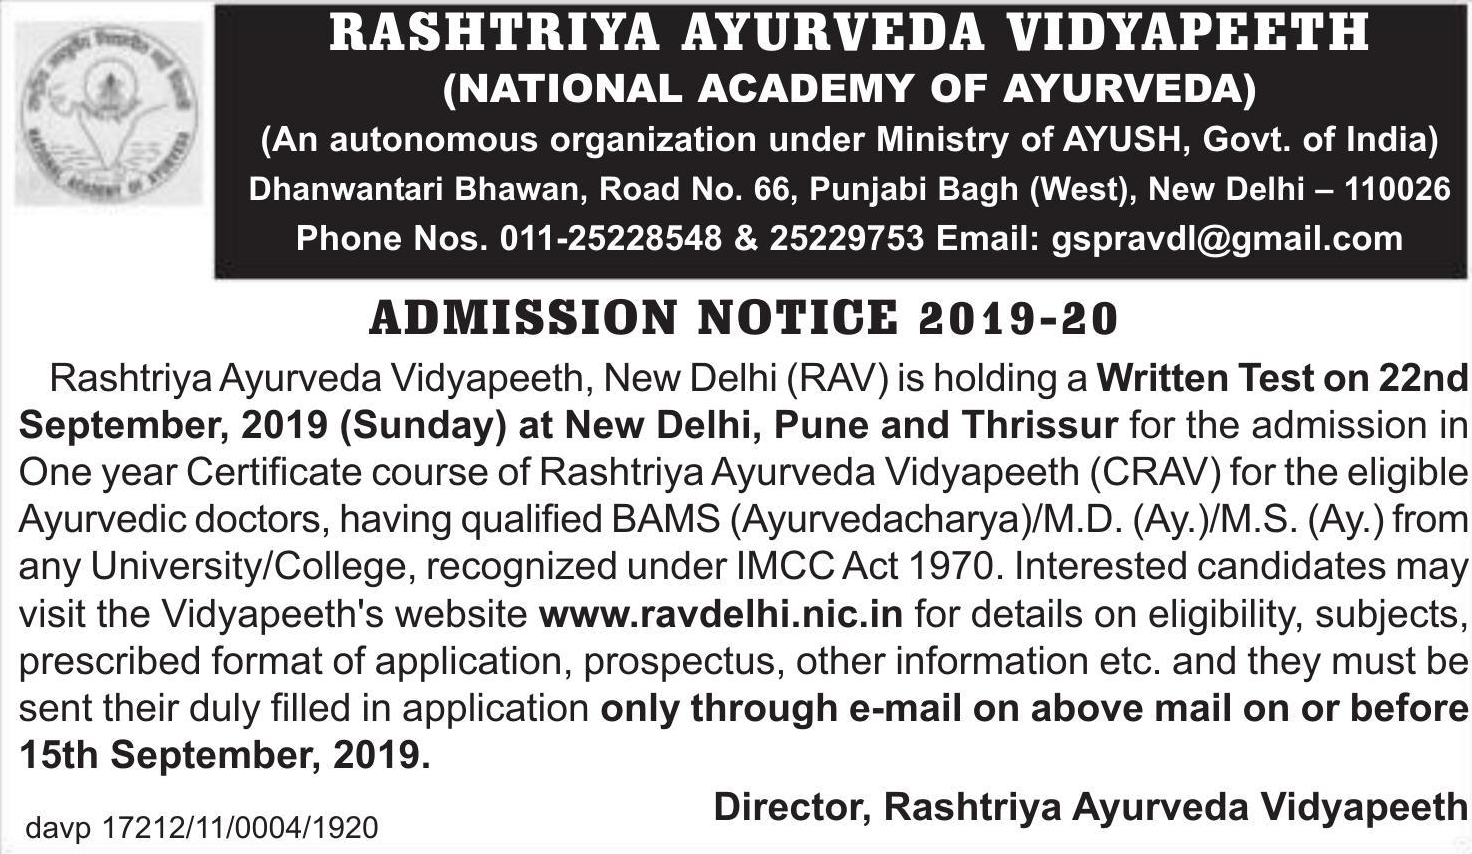 RASHTRIYA AYURVEDA VIDYAPEETH
(NATIONAL ACADEMY OF AYURVEDA)
(An autonomous organization under Ministry of AYUSH, Govt. of India)
Dhanwantari Bhawan, Road No. 66, Punjabi Bagh (West), New Delhi – 110026
Phone Nos. 011-25228548 & 25229753 Email: gspravdl@gmail.com
NATIONAL ACADEMY OF AYURVEDA
ADMISSION NOTICE 2019-20
Rashtriya Ayurveda Vidyapeeth, New Delhi (RAV) is holding a Written Test on 22nd
September, 2019 (Sunday) at New Delhi, Pune and Thrissur for the admission in
One year Certificate course of Rashtriya Ayurveda Vidyapeeth (CRAV) for the eligible
Ayurvedic doctors, having qualified BAMS (Ayurvedacharya)/M.D. (Ay.)/M.S. (Ay.) from
any University/College, recognized under IMCC Act 1970. Interested candidates may
visit the Vidyapeeth's website www.ravdelhi.nic.in for details on eligibility, subjects,
prescribed format of application, prospectus, other information etc. and they must be
sent their duly filled in application only through e-mail on above mail on or before
15th September, 2019.
Director, Rashtriya Ayurveda Vidyapeeth
davp 17212/11/0004/1920